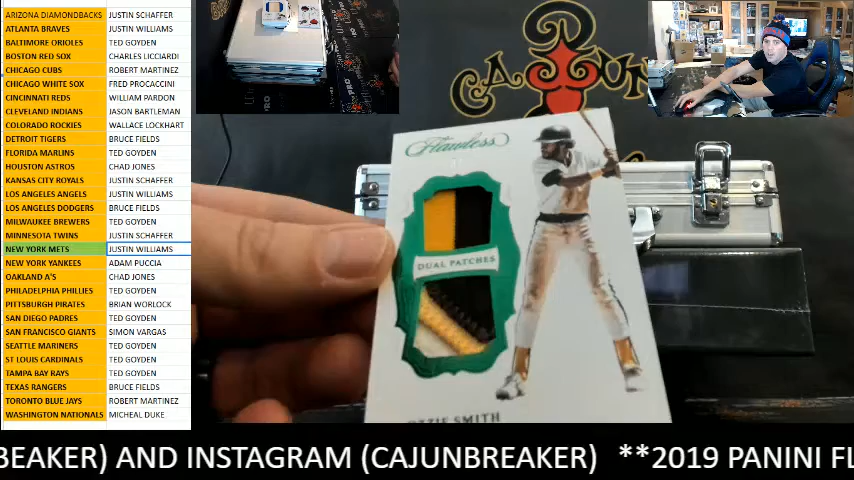 ARIZONA DIAMONDBACKS JUSTIN SCHAFFER
ATLANTA BRAVES JUSTIN WILLIAMS
BALTIMORE ORIOLES TED GOYDEN
BOSTON RED SOX CHARLES LICCIARDI
CHICAGO CUBS ROBERT MARTINEZ
CHICAGO WHITE SOX FRED PROCACCINI
CINCINNATI REDS WILLIAM PARDON
CLEVELAND INDIANS JASON BARTLEMAN
COLORADO ROCKIES WALLACE LOCKHART
DETROIT TIGERS BRUCE FIELDS
FLORIDA MARLINS TED GOYDEN
HOUSTON ASTROS CHAD JONES
KANSAS CITY ROYALS JUSTIN SCHAFFER
LOS ANGELES ANGELS JUSTIN WILLIAMS
LOS ANGELES DODGERS BRUCE FIELDS
MILWAUKEE BREWERS TED GOYDEN
MINNESOTA TWINS JUSTIN SCHAFFER
NEW YORK METS JUSTIN WILLIAMS
NEW YORK YANKEES ADAM PUCCIA
OAKLAND A'S CHAD JONES
PHILADELPHIA PHILLIES TED GOYDEN
PITTSBURGH PIRATES BRIAN WORLOCK
SAN DIEGO PADRES TED GOYDEN
SAN FRANCISCO GIANTS SIMON VARGAS
SEATTLE MARINERS TED GOYDEN
ST LOUIS CARDINALS TED GOYDEN
TAMPA BAY RAYS TED GOYDEN
TEXAS RANGERS BRUCE FIELDS
TORONTO BLUE JAYS ROBERT MARTINEZ
WASHINGTON NATIONALS MICHEAL DUKE
CAJUN
Flawless
DUAL PATCHES
OZZIE SMITH
BEAKER) AND INSTAGRAM (CAJUNBREAKER) **2019 PANINI FL